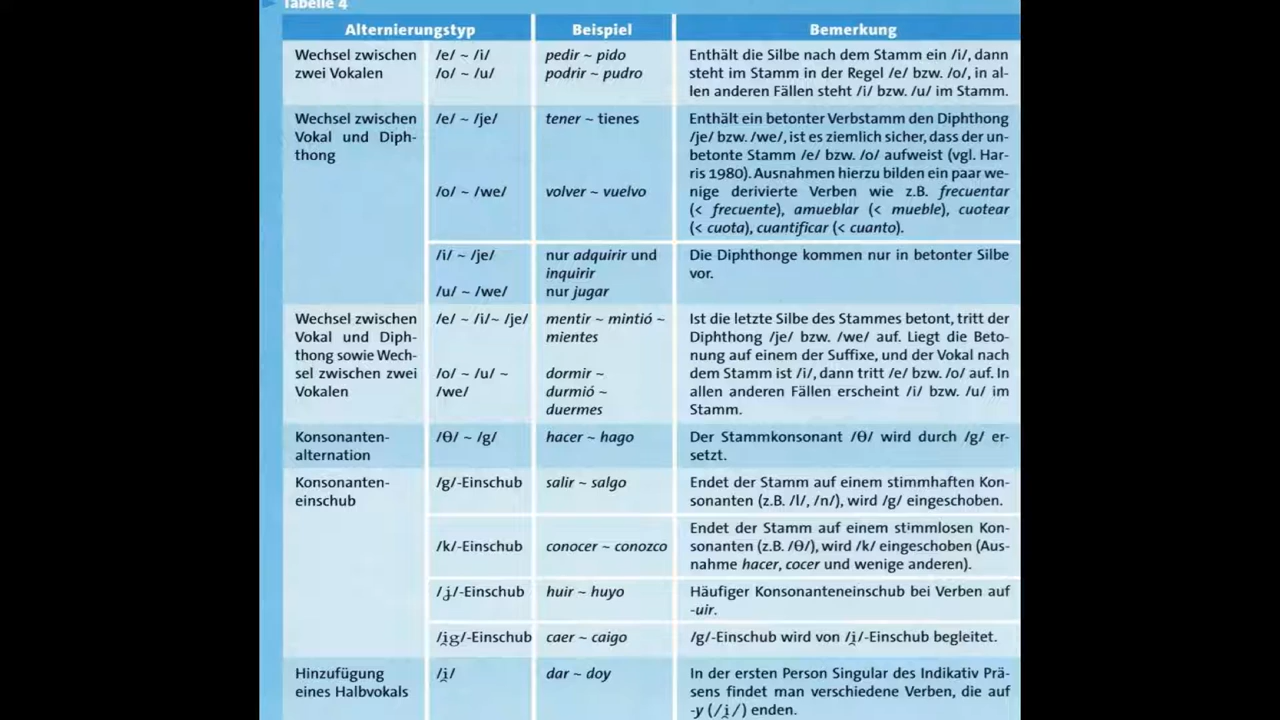 Tabelle 4
Alternierungstyp Beispiel Bemerkung
Wechsel zwischen zwei Vokalen
/e/ ~ /i/ pedir ~ pido
/o/ ~ /u/ podrir ~ pudro
Enthält die Silbe nach dem Stamm ein /i/, dann
steht im Stamm in der Regel /e/ bzw. /o/, in al-
len anderen Fällen steht /i/ bzw. /u/ im Stamm.
Wechsel zwischen
Vokal und Diph-
thong
/e/ ~ /je/ tener ~ tienes
/o/ ~ /we/ volver ~ vuelvo
Enthält ein betonter Verbstamm den Diphthong
/je/ bzw. /we/, ist es ziemlich sicher, dass der un-
betonte Stamm /e/ bzw. /o/ aufweist (vgl. Har-
ris 1980). Ausnahmen hierzu bilden ein paar we-
nige derivierte Verben wie z.B. frecuentar
(< frecuente), amueblar (< mueble), cuotear
(< cuota), cuantificar (< cuanto).
/i/ ~ /je/ nur adquirir und
inquirir
/u/ ~ /we/ nur jugar
Die Diphthonge kommen nur in betonter Silbe
vor.
Wechsel zwischen
Vokal und Diph-
thong sowie Wech-
sel zwischen zwei
Vokalen
/e/ ~ /i/~ /je/ mentir ~ mintió ~
mientes
/o/ ~ /u/ ~ dormir ~
/we/ durmió ~
duermes
Ist die letzte Silbe des Stammes betont, tritt der
Diphthong /je/ bzw. /we/ auf. Liegt die Beto-
nung auf einem der Suffixe, und der Vokal nach
dem Stamm ist /i/, dann tritt /e/ bzw. /o/ auf. In
allen anderen Fällen erscheint /i/ bzw. /u/ im
Stamm.
Konsonanten-
alternation
/θ/ ~ /g/ hacer ~ hago
Der Stammkonsonant /θ/ wird durch /g/ er-
setzt.
Konsonanten-
einschub
/g/-Einschub salir ~ salgo
Endet der Stamm auf einem stimmhaften Kon-
sonanten (z.B. /l/, /n/), wird /g/ eingeschoben.
/k/-Einschub conocer ~ conozco
Endet der Stamm auf einem stimmlosen Kon-
sonanten (z.B. /θ/), wird /k/ eingeschoben (Aus-
nahme hacer, cocer und wenige anderen).
/ʝ/-Einschub huir ~ huyo
Häufiger Konsonanteneinschub bei Verben auf
-uir.
/i̯g/-Einschub caer ~ caigo
/g/-Einschub wird von /i̯/-Einschub begleitet.
Hinzufügung
eines Halbvokals
/i̯/ dar ~ doy
In der ersten Person Singular des Indikativ Prä-
sens findet man verschiedene Verben, die auf
-y (/i̯/) enden.